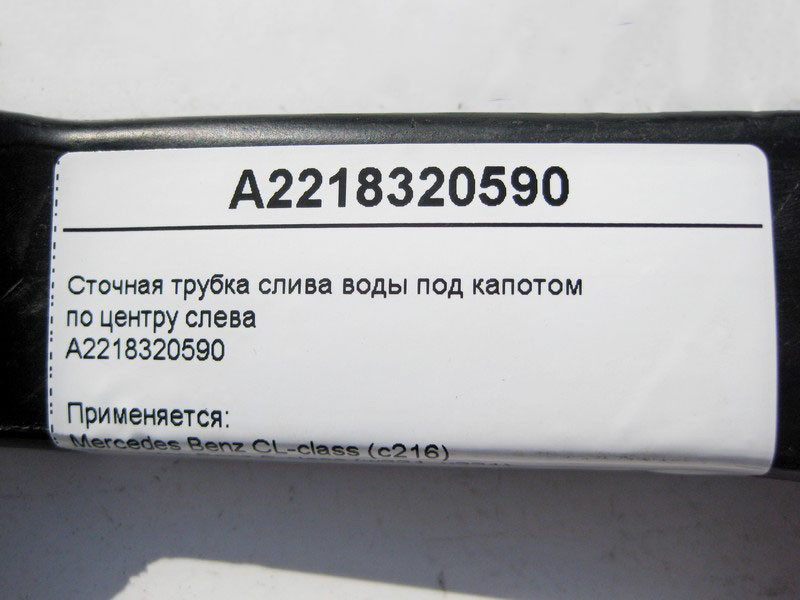 A2218320590
Сточная трубка слива воды под капотом
по центру слева
A2218320590
Применяется:
Mercedes Benz CL-class (c216)